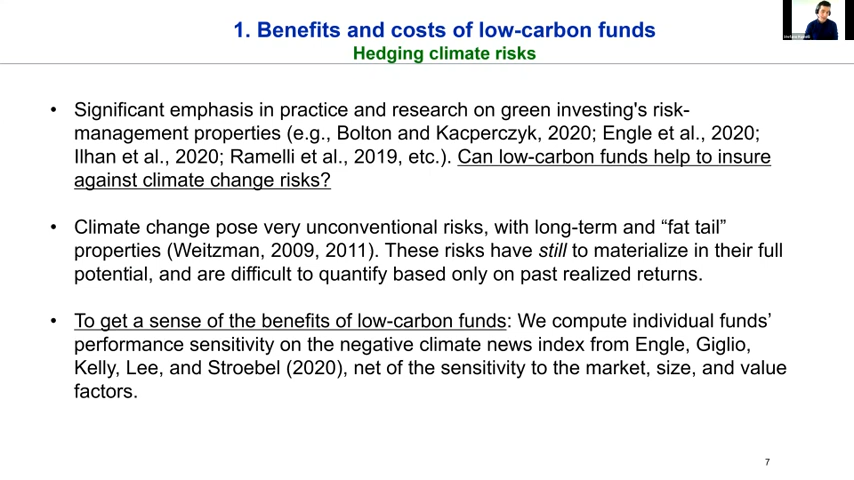 1. Benefits and costs of low-carbon funds
Hedging climate risks
• Significant emphasis in practice and research on green investing's risk-
management properties (e.g., Bolton and Kacperczyk, 2020; Engle et al., 2020;
Ilhan et al., 2020; Ramelli et al., 2019, etc.). Can low-carbon funds help to insure
against climate change risks?
• Climate change pose very unconventional risks, with long-term and “fat tail”
properties (Weitzman, 2009, 2011). These risks have still to materialize in their full
potential, and are difficult to quantify based only on past realized returns.
• To get a sense of the benefits of low-carbon funds: We compute individual funds’
performance sensitivity on the negative climate news index from Engle, Giglio,
Kelly, Lee, and Stroebel (2020), net of the sensitivity to the market, size, and value
factors.
7